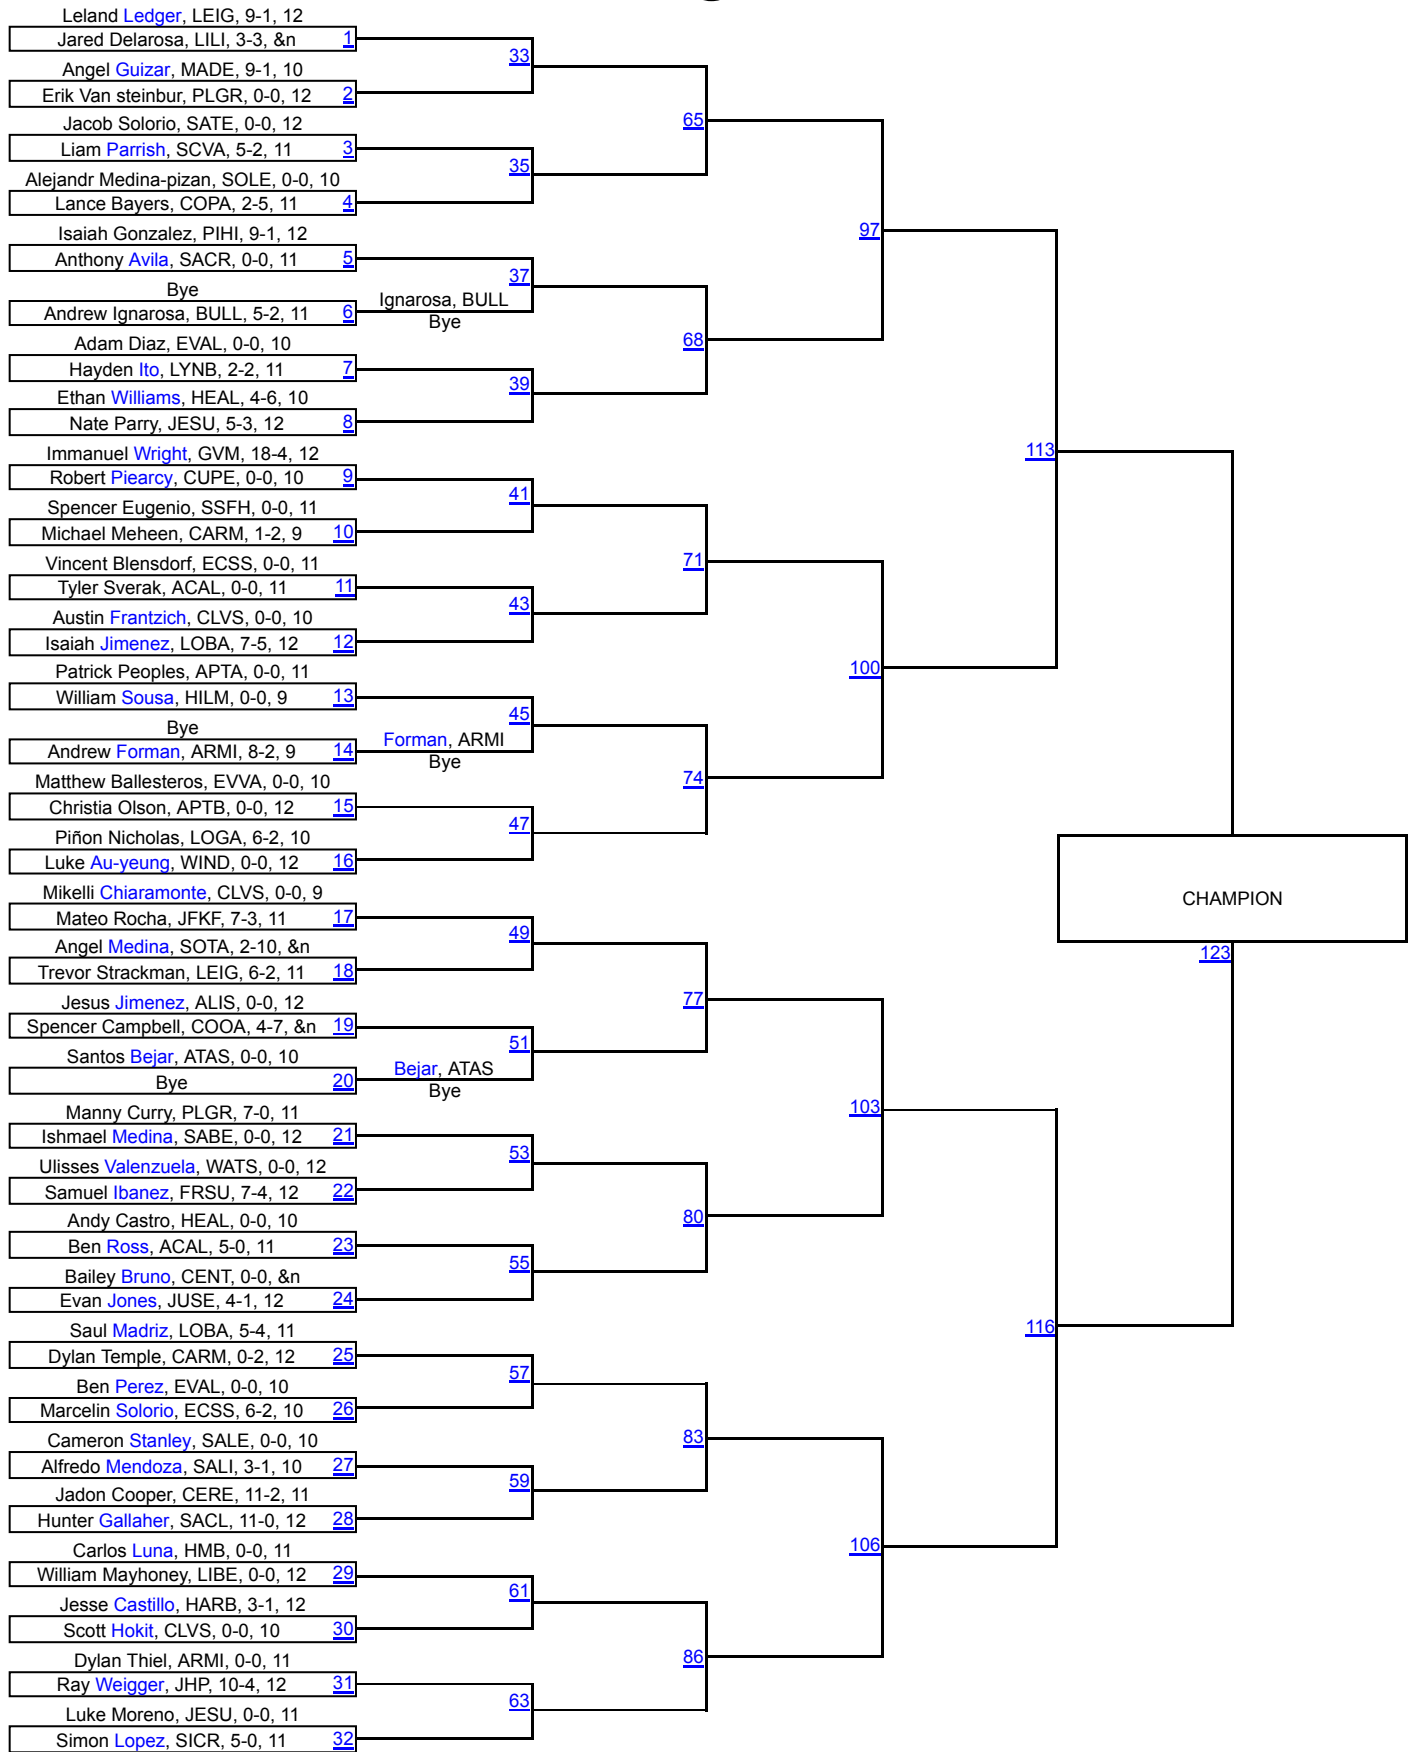 Leland Ledger, LEIG, 9-1, 12
Jared Delarosa, LILI, 3-3, &n 1
33
Angel Guizar, MADE, 9-1, 10
Erik Van steinbur, PLGR, 0-0, 12 2
65
Jacob Solorio, SATE, 0-0, 12
Liam Parrish, SCVA, 5-2, 11 3
35
Alejandr Medina-pizan, SOLE, 0-0, 10
Lance Bayers, COPA, 2-5, 11 4
97
Isaiah Gonzalez, PIHI, 9-1, 12
Anthony Avila, SACR, 0-0, 11 5
37
Bye
Ignarosa, BULL
Andrew Ignarosa, BULL, 5-2, 11 6
Bye
68
Adam Diaz, EVAL, 0-0, 10
Hayden Ito, LYNB, 2-2, 11 7
39
Ethan Williams, HEAL, 4-6, 10
Nate Parry, JESU, 5-3, 12 8
113
Immanuel Wright, GVM, 18-4, 12
Robert Piearcy, CUPE, 0-0, 10 9
41
Spencer Eugenio, SSFH, 0-0, 11
Michael Meheen, CARM, 1-2, 9 10
71
Vincent Blensdorf, ECSS, 0-0, 11
Tyler Sverak, ACAL, 0-0, 11 11
43
Austin Frantzich, CLVS, 0-0, 10
Isaiah Jimenez, LOBA, 7-5, 12 12
100
Patrick Peoples, APTA, 0-0, 11
William Sousa, HILM, 0-0, 9 13
45
Bye
Forman, ARMI
Andrew Forman, ARMI, 8-2, 9 14
Bye
74
Matthew Ballesteros, EVVA, 0-0, 10
Christia Olson, APTB, 0-0, 12 15
47
Piñon Nicholas, LOGA, 6-2, 10
Luke Au-yeung, WIND, 0-0, 12 16
CHAMPION
123
Mikelli Chiaramonte, CLVS, 0-0, 9
Mateo Rocha, JFKF, 7-3, 11 17
49
Angel Medina, SOTA, 2-10, &n
Trevor Strackman, LEIG, 6-2, 11 18
77
Jesus Jimenez, ALIS, 0-0, 12
Spencer Campbell, COOA, 4-7, &n 19
51
Santos Bejar, ATAS, 0-0, 10
Bejar, ATAS
Bye 20
Bye
103
Manny Curry, PLGR, 7-0, 11
Ishmael Medina, SABE, 0-0, 12 21
53
Ulisses Valenzuela, WATS, 0-0, 12
Samuel Ibanez, FRSU, 7-4, 12 22
80
Andy Castro, HEAL, 0-0, 10
Ben Ross, ACAL, 5-0, 11 23
55
Bailey Bruno, CENT, 0-0, &n
Evan Jones, JUSE, 4-1, 12 24
116
Saul Madriz, LOBA, 5-4, 11
Dylan Temple, CARM, 0-2, 12 25
57
Ben Perez, EVAL, 0-0, 10
Marcelin Solorio, ECSS, 6-2, 10 26
83
Cameron Stanley, SALE, 0-0, 10
Alfredo Mendoza, SALI, 3-1, 10 27
59
Jadon Cooper, CERE, 11-2, 11
Hunter Gallaher, SACL, 11-0, 12 28
106
Carlos Luna, HMB, 0-0, 11
William Mayhoney, LIBE, 0-0, 12 29
61
Jesse Castillo, HARB, 3-1, 12
Scott Hokit, CLVS, 0-0, 10 30
86
Dylan Thiel, ARMI, 0-0, 11
Ray Weigger, JHP, 10-4, 12 31
63
Luke Moreno, JESU, 0-0, 11
Simon Lopez, SICR, 5-0, 11 32